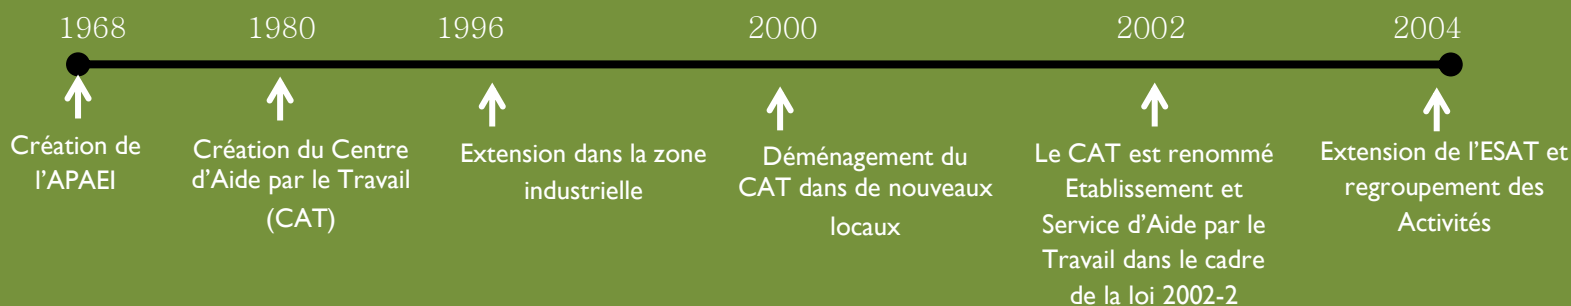 1968 1980 1996 2000 2002 2004
Création de
l’APAEI
Création du Centre
d’Aide par le Travail
(CAT)
Extension dans la zone
industrielle
Déménagement du
CAT dans de nouveaux
locaux
Le CAT est renommé
Etablissement et
Service d’Aide par le
Travail dans le cadre
de la loi 2002-2
Extension de l’ESAT et
regroupement des
Activités